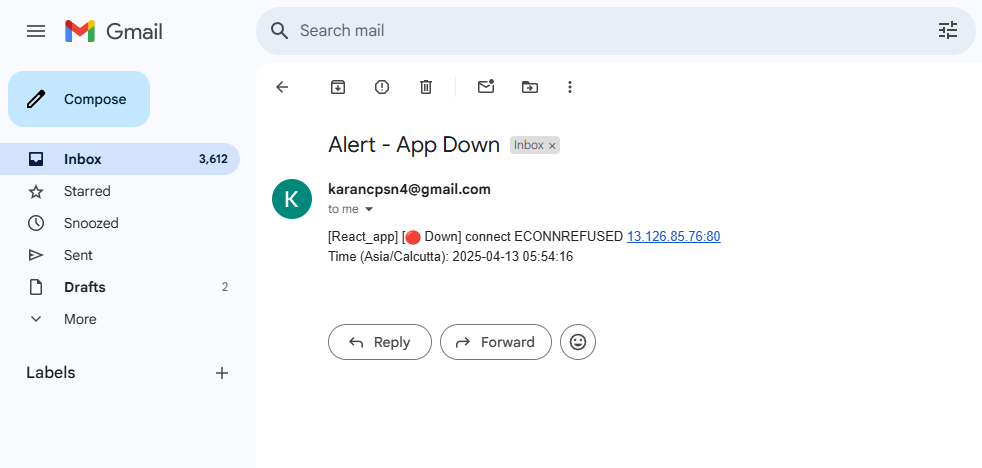 Gmail
Search mail
Compose
Inbox 3,612
Starred
Snoozed
Sent
Drafts 2
More
Labels
Alert - App Down Inbox ×
K
karancpsn4@gmail.com
to me
[React_app] [🔴 Down] connect ECONNREFUSED 13.126.85.76:80
Time (Asia/Calcutta): 2025-04-13 05:54:16
Reply Forward